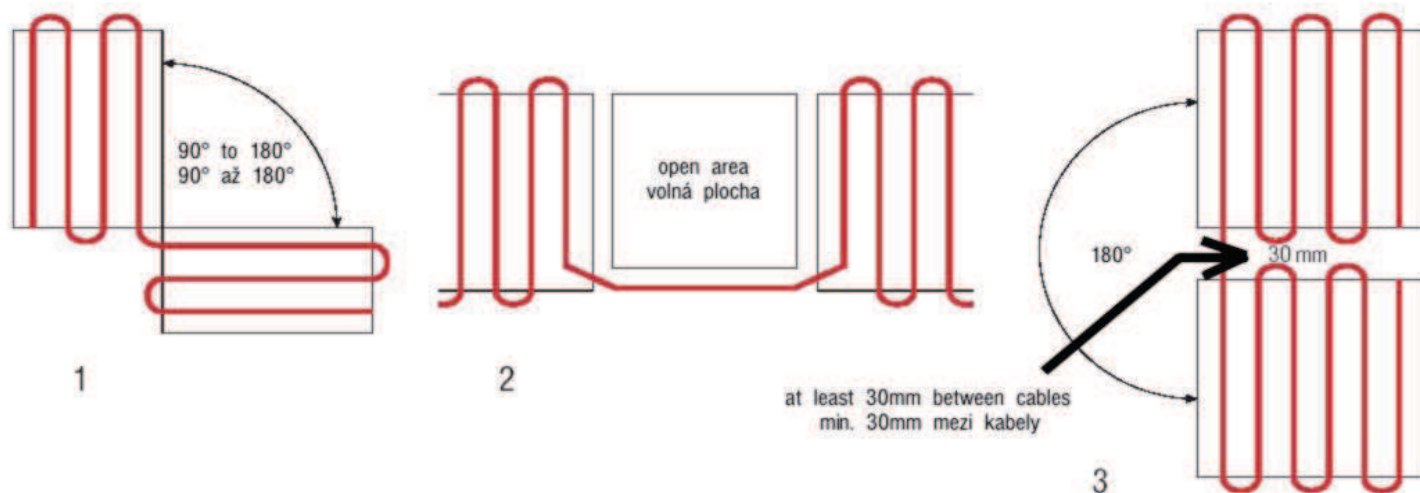 90° to 180°
90° až 180°
1
open area
volná plocha
2
180°
30 mm
at least 30mm between cables
min. 30mm mezi kabely
3